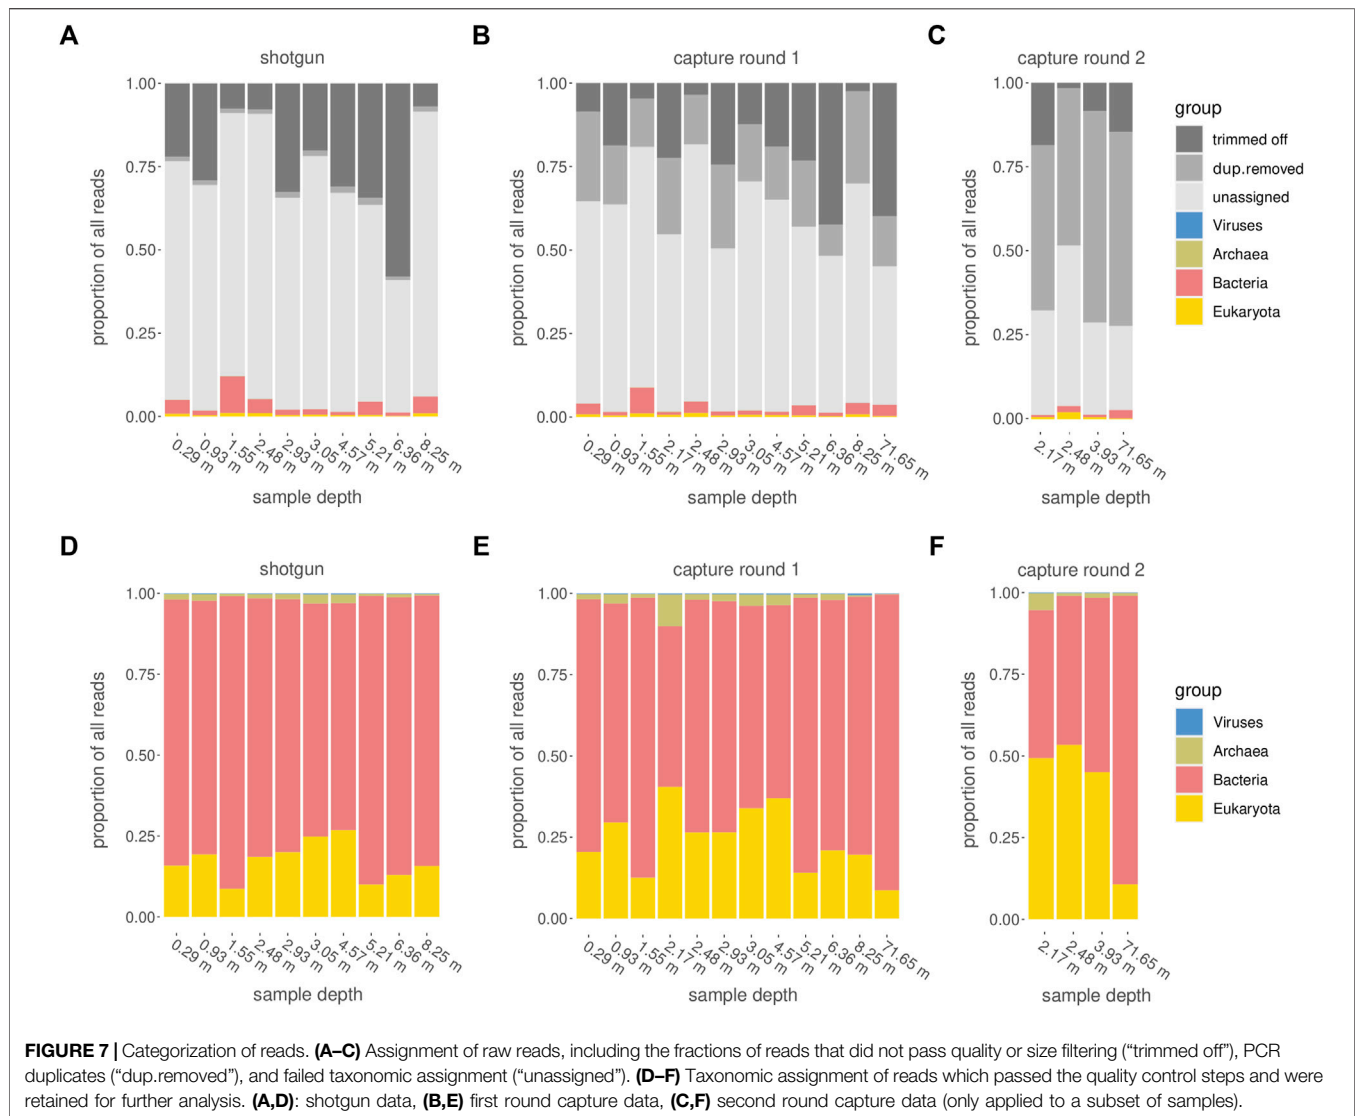 A
shotgun
proportion of all reads
1.00
0.75
0.50
0.25
0.00
0.29 m
0.93 m
1.55 m
2.48 m
2.93 m
3.05 m
4.57 m
5.21 m
6.36 m
8.25 m
sample depth
B
capture round 1
proportion of all reads
1.00
0.75
0.50
0.25
0.00
0.29 m
0.93 m
1.55 m
2.17 m
2.48 m
2.93 m
3.05 m
4.57 m
5.21 m
6.36 m
8.25 m
71.65 m
sample depth
C
capture round 2
proportion of all reads
1.00
0.75
0.50
0.25
0.00
2.17 m
2.48 m
3.93 m
71.65 m
sample depth
group
trimmed off
dup.removed
unassigned
Viruses
Archaea
Bacteria
Eukaryota
D
shotgun
proportion of all reads
1.00
0.75
0.50
0.25
0.00
0.29 m
0.93 m
1.55 m
2.48 m
2.93 m
3.05 m
4.57 m
5.21 m
6.36 m
8.25 m
sample depth
E
capture round 1
proportion of all reads
1.00
0.75
0.50
0.25
0.00
0.29 m
0.93 m
1.55 m
2.17 m
2.48 m
2.93 m
3.05 m
4.57 m
5.21 m
6.36 m
8.25 m
71.65 m
sample depth
F
capture round 2
proportion of all reads
1.00
0.75
0.50
0.25
0.00
2.17 m
2.48 m
3.93 m
71.65 m
sample depth
group
Viruses
Archaea
Bacteria
Eukaryota
FIGURE 7 | Categorization of reads. (A–C) Assignment of raw reads, including the fractions of reads that did not pass quality or size filtering (“trimmed off”), PCR
duplicates (“dup.removed”), and failed taxonomic assignment (“unassigned”). (D–F) Taxonomic assignment of reads which passed the quality control steps and were
retained for further analysis. (A,D): shotgun data, (B,E) first round capture data, (C,F) second round capture data (only applied to a subset of samples).